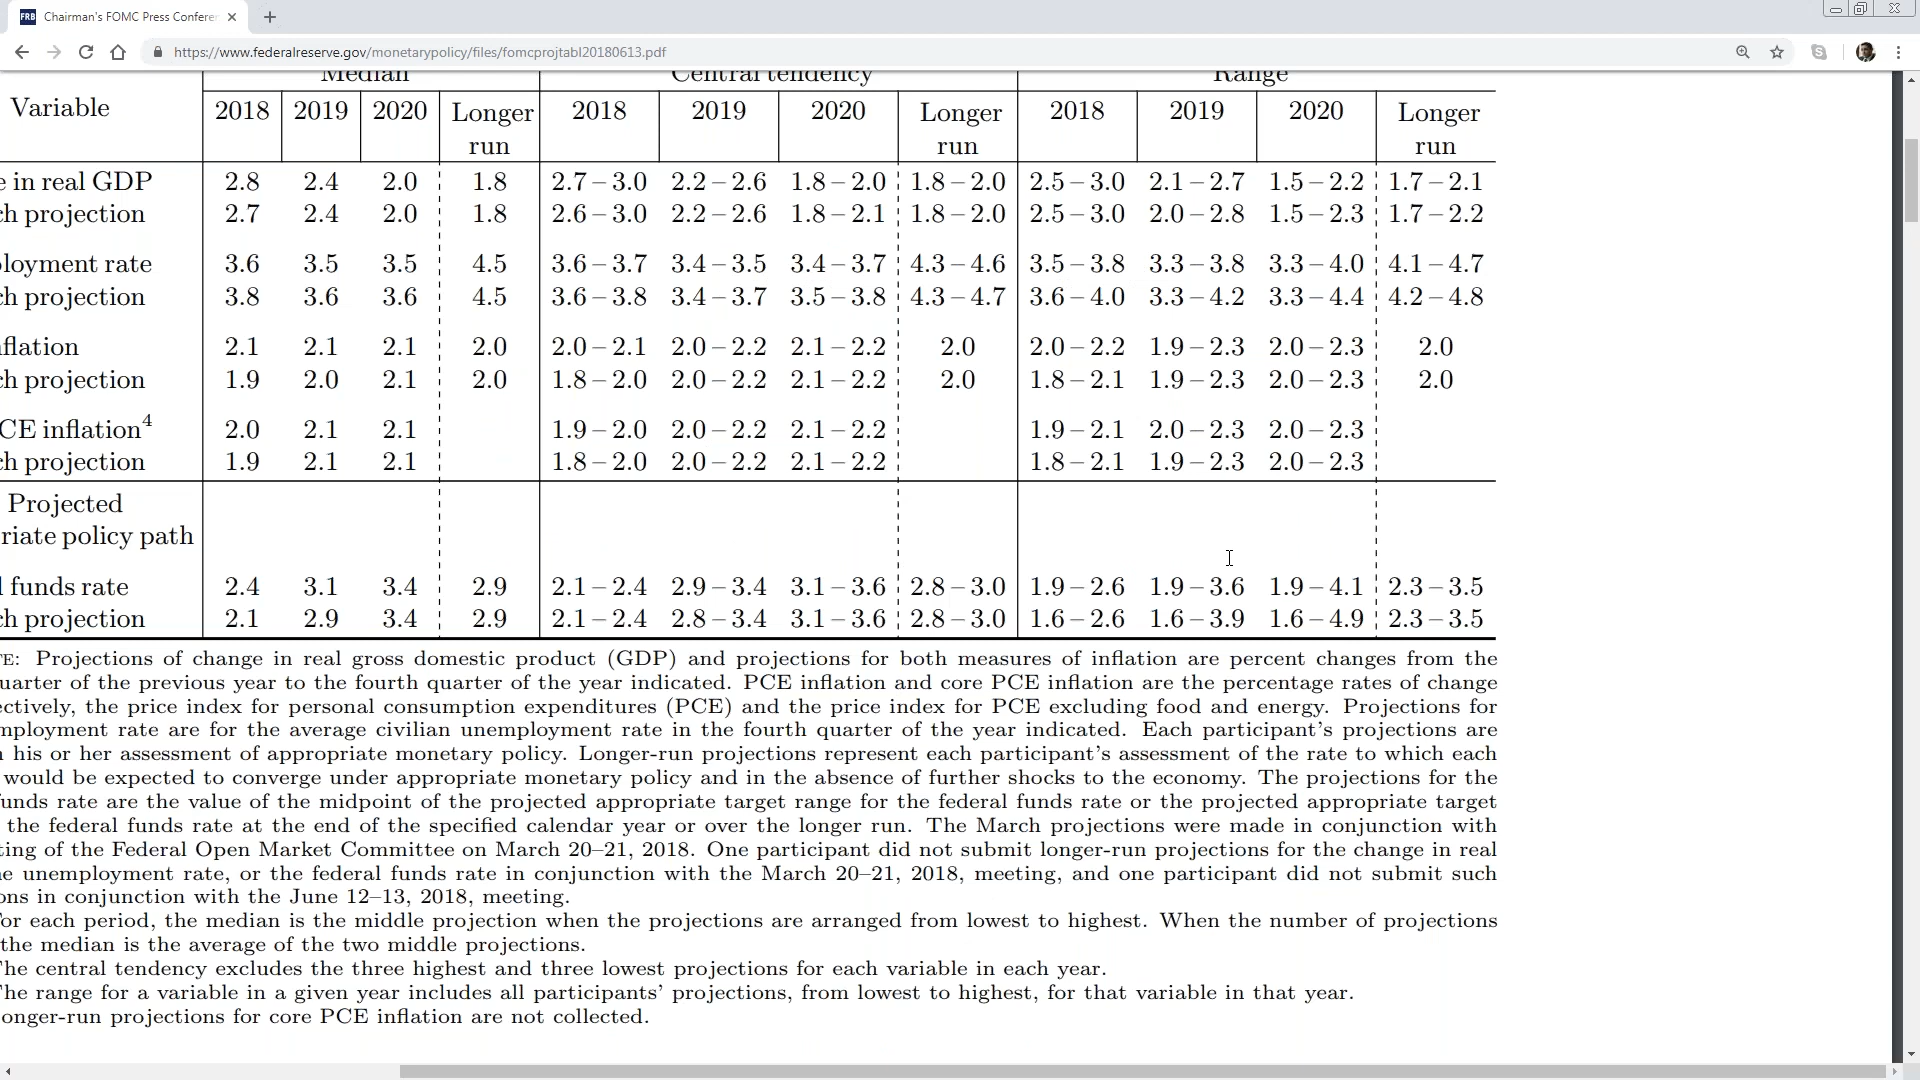 FRB Chairman's FOMC Press Confere
https://www.federalreserve.gov/monetarypolicy/files/fomcprojtabl20180613.pdf
Median Central tendency Range
Variable 2018 2019 2020 Longer run 2018 2019 2020 Longer run 2018 2019 2020 Longer run
e in real GDP 2.8 2.4 2.0 1.8 2.7 – 3.0 2.2 – 2.6 1.8 – 2.0 1.8 – 2.0 2.5 – 3.0 2.1 – 2.7 1.5 – 2.2 1.7 – 2.1
ch projection 2.7 2.4 2.0 1.8 2.6 – 3.0 2.2 – 2.6 1.8 – 2.1 1.8 – 2.0 2.5 – 3.0 2.0 – 2.8 1.5 – 2.3 1.7 – 2.2
loyment rate 3.6 3.5 3.5 4.5 3.6 – 3.7 3.4 – 3.5 3.4 – 3.7 4.3 – 4.6 3.5 – 3.8 3.3 – 3.8 3.3 – 4.0 4.1 – 4.7
ch projection 3.8 3.6 3.6 4.5 3.6 – 3.8 3.4 – 3.7 3.5 – 3.8 4.3 – 4.7 3.6 – 4.0 3.3 – 4.2 3.3 – 4.4 4.2 – 4.8
flation 2.1 2.1 2.1 2.0 2.0 – 2.1 2.0 – 2.2 2.1 – 2.2 2.0 2.0 – 2.2 1.9 – 2.3 2.0 – 2.3 2.0
ch projection 1.9 2.0 2.1 2.0 1.8 – 2.0 2.0 – 2.2 2.1 – 2.2 2.0 1.8 – 2.1 1.9 – 2.3 2.0 – 2.3 2.0
CE inflation⁴ 2.0 2.1 2.1 1.9 – 2.0 2.0 – 2.2 2.1 – 2.2 1.9 – 2.1 2.0 – 2.3 2.0 – 2.3
ch projection 1.9 2.1 2.1 1.8 – 2.0 2.0 – 2.2 2.1 – 2.2 1.8 – 2.1 1.9 – 2.3 2.0 – 2.3
Projected
riate policy path
l funds rate 2.4 3.1 3.4 2.9 2.1 – 2.4 2.9 – 3.4 3.1 – 3.6 2.8 – 3.0 1.9 – 2.6 1.9 – 3.6 1.9 – 4.1 2.3 – 3.5
ch projection 2.1 2.9 3.4 2.9 2.1 – 2.4 2.8 – 3.4 3.1 – 3.6 2.8 – 3.0 1.6 – 2.6 1.6 – 3.9 1.6 – 4.9 2.3 – 3.5
TE: Projections of change in real gross domestic product (GDP) and projections for both measures of inflation are percent changes from the
uarter of the previous year to the fourth quarter of the year indicated. PCE inflation and core PCE inflation are the percentage rates of change
ectively, the price index for personal consumption expenditures (PCE) and the price index for PCE excluding food and energy. Projections for
mployment rate are for the average civilian unemployment rate in the fourth quarter of the year indicated. Each participant's projections are
n his or her assessment of appropriate monetary policy. Longer-run projections represent each participant's assessment of the rate to which each
would be expected to converge under appropriate monetary policy and in the absence of further shocks to the economy. The projections for the
funds rate are the value of the midpoint of the projected appropriate target range for the federal funds rate or the projected appropriate target
the federal funds rate at the end of the specified calendar year or over the longer run. The March projections were made in conjunction with
ting of the Federal Open Market Committee on March 20–21, 2018. One participant did not submit longer-run projections for the change in real
e unemployment rate, or the federal funds rate in conjunction with the March 20–21, 2018, meeting, and one participant did not submit such
ons in conjunction with the June 12–13, 2018, meeting.
For each period, the median is the middle projection when the projections are arranged from lowest to highest. When the number of projections
the median is the average of the two middle projections.
The central tendency excludes the three highest and three lowest projections for each variable in each year.
The range for a variable in a given year includes all participants' projections, from lowest to highest, for that variable in that year.
onger-run projections for core PCE inflation are not collected.